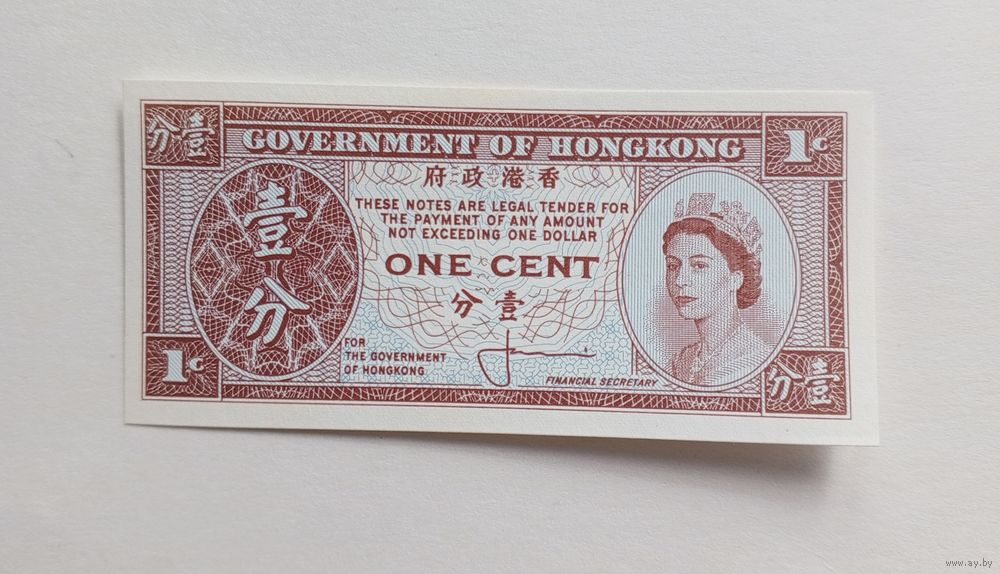 分壹
GOVERNMENT OF HONGKONG
1c
府政港香
THESE NOTES ARE LEGAL TENDER FOR
THE PAYMENT OF ANY AMOUNT
NOT EXCEEDING ONE DOLLAR
壹
分
ONE CENT
分壹
FOR
THE GOVERNMENT
OF HONGKONG
FINANCIAL SECRETARY
1c
分壹
www.ay.by